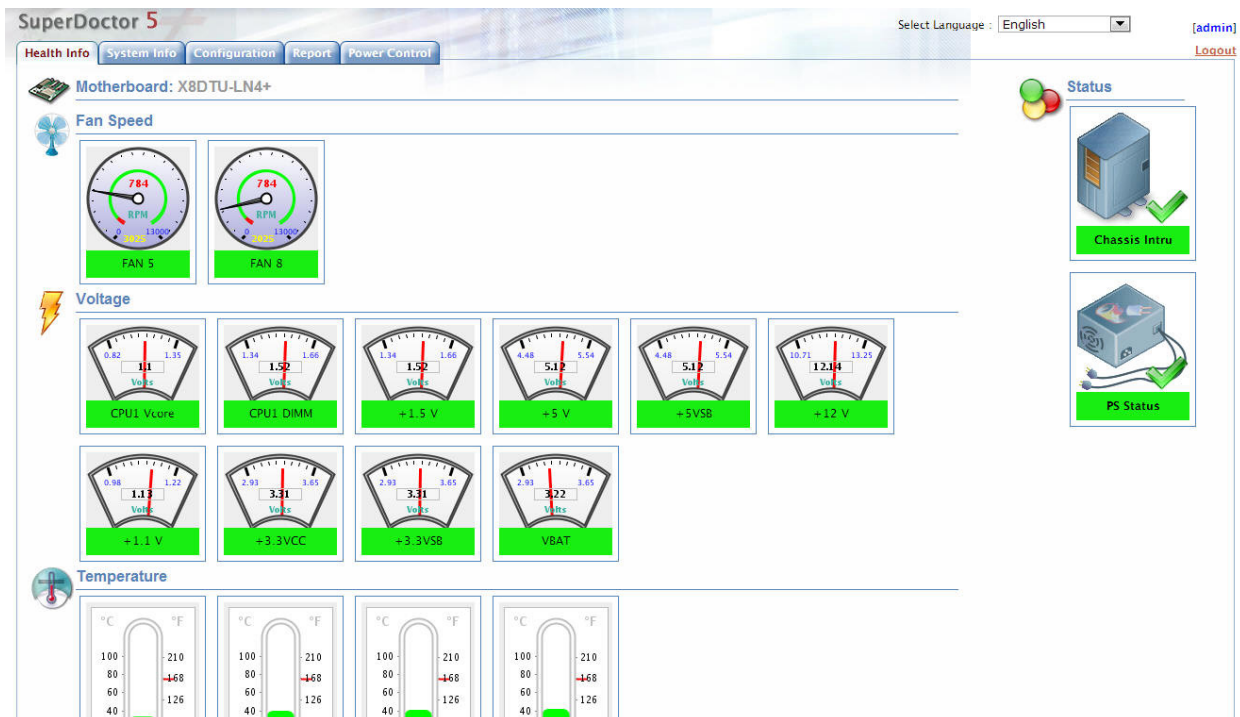 SuperDoctor 5
Select Language : English
[admin]
Health Info System Info Configuration Report Power Control
Logout
Motherboard: X8DTU-LN4+
Status
Fan Speed
784 784
RPM RPM
0 13000 0 13000
3025 2025
FAN 5 FAN 8
Chassis Intru
Voltage
0.82 1.35 1.34 1.66 1.34 1.66 4.48 5.54 4.48 5.54 10.71 13.25
1.1 1.52 1.52 5.12 5.12 12.14
Volts Volts Volts Volts Volts Volts
CPU1 Vcore CPU1 DIMM +1.5 V +5 V +5VSB +12 V
PS Status
0.98 1.22 2.93 3.65 2.93 3.65 2.93 3.65
1.13 3.31 3.31 3.22
Volts Volts Volts Volts
+1.1 V +3.3VCC +3.3VSB VBAT
Temperature
°C °F °C °F °C °F °C °F
100 210 100 210 100 210 100 210
80 168 80 168 80 168 80 168
60 126 60 126 60 126 60 126
40 40 40 40